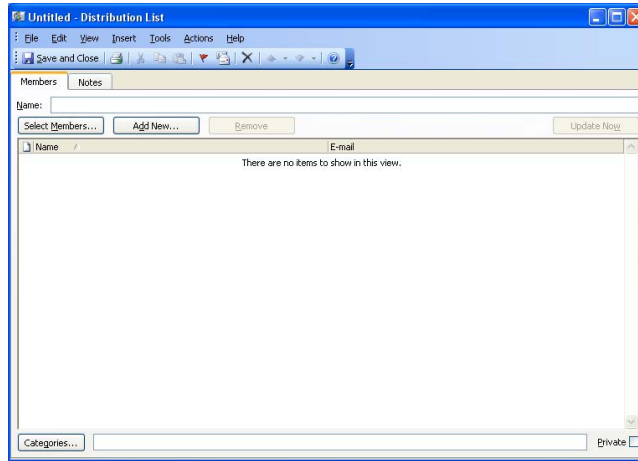 Untitled - Distribution List
File Edit View Insert Tools Actions Help
Save and Close
Members Notes
Name:
Select Members... Add New... Remove Update Now
Name E-mail
There are no items to show in this view.
Categories... Private